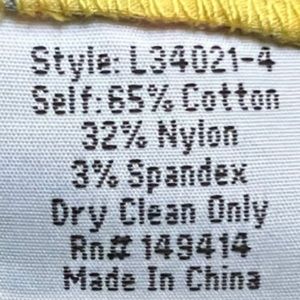 Style: L34021-4
Self: 65% Cotton
32% Nylon
3% Spandex
Dry Clean Only
Rn# 149414
Made In China